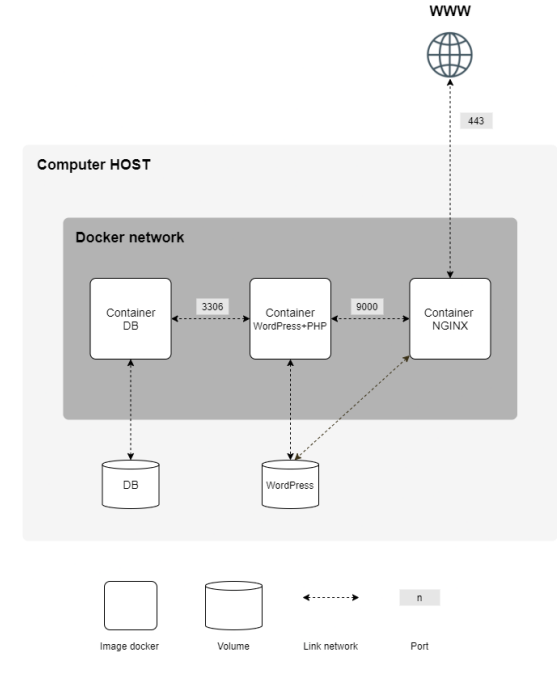 WWW
443
Computer HOST
Docker network
Container
DB
3306
Container
WordPress+PHP
9000
Container
NGINX
DB
WordPress
n
Image docker
Volume
Link network
Port